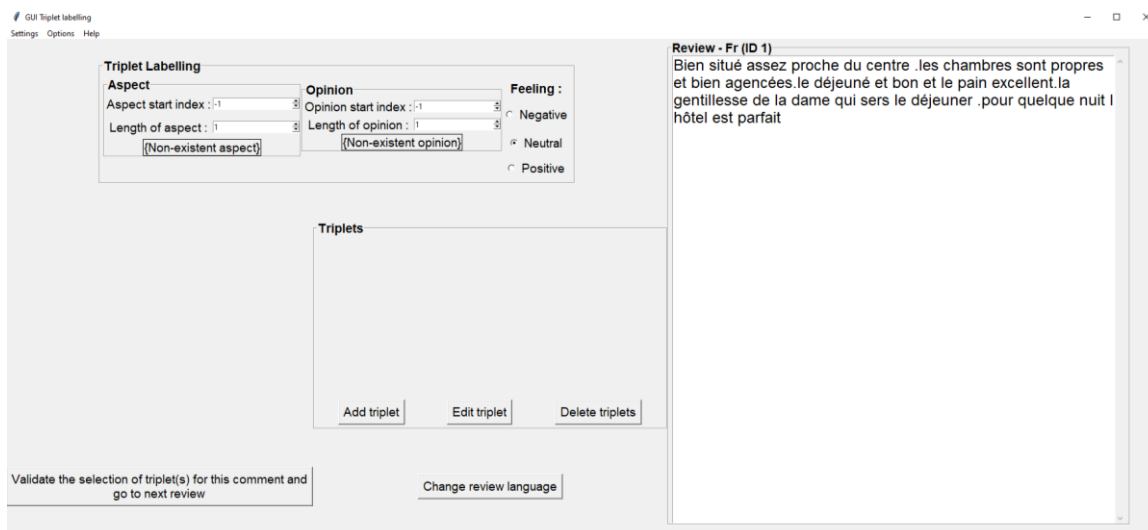 GUI Triplet labelling
Settings Options Help
Triplet Labelling
Aspect
Aspect start index : -1
Length of aspect : 1
{Non-existent aspect}
Opinion
Opinion start index : -1
Length of opinion : 1
{Non-existent opinion}
Feeling :
Negative
Neutral
Positive
Triplets
Add triplet
Edit triplet
Delete triplets
Validate the selection of triplet(s) for this comment and
go to next review
Change review language
Review - Fr (ID 1)
Bien situé assez proche du centre .les chambres sont propres
et bien agencées.le déjeuné et bon et le pain excellent.la
gentillesse de la dame qui sers le déjeuner .pour quelque nuit l
hôtel est parfait